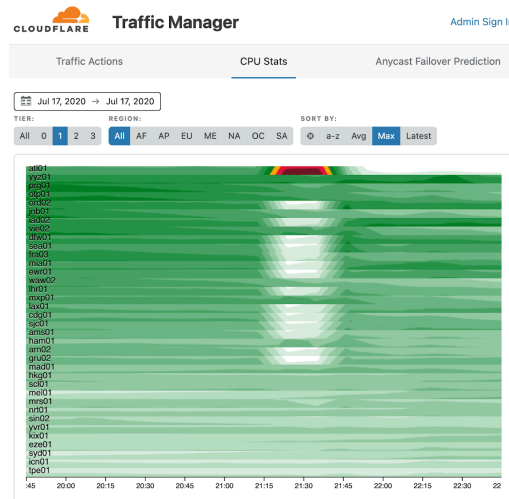 CLOUDFLARE
Traffic Manager
Admin Sign I
Traffic Actions
CPU Stats
Anycast Failover Prediction
Jul 17, 2020 → Jul 17, 2020
TIER:
REGION:
SORT BY:
All 0 1 2 3
All AF AP EU ME NA OC SA
a-z Avg Max Latest
atl01
yyz01
prg01
otp01
ord02
jnb01
iad02
vie02
dfw01
sea01
fra03
mia01
ewr01
waw02
lhr01
mxp01
lax01
cdg01
sjc01
ams01
ham01
arn02
gru02
mad01
hkg01
scl01
mel01
mrs01
nrt01
sin02
yvr01
kix01
eze01
syd01
icn01
tpe01
:45 20:00 20:15 20:30 20:45 21:00 21:15 21:30 21:45 22:00 22:15 22:30 22